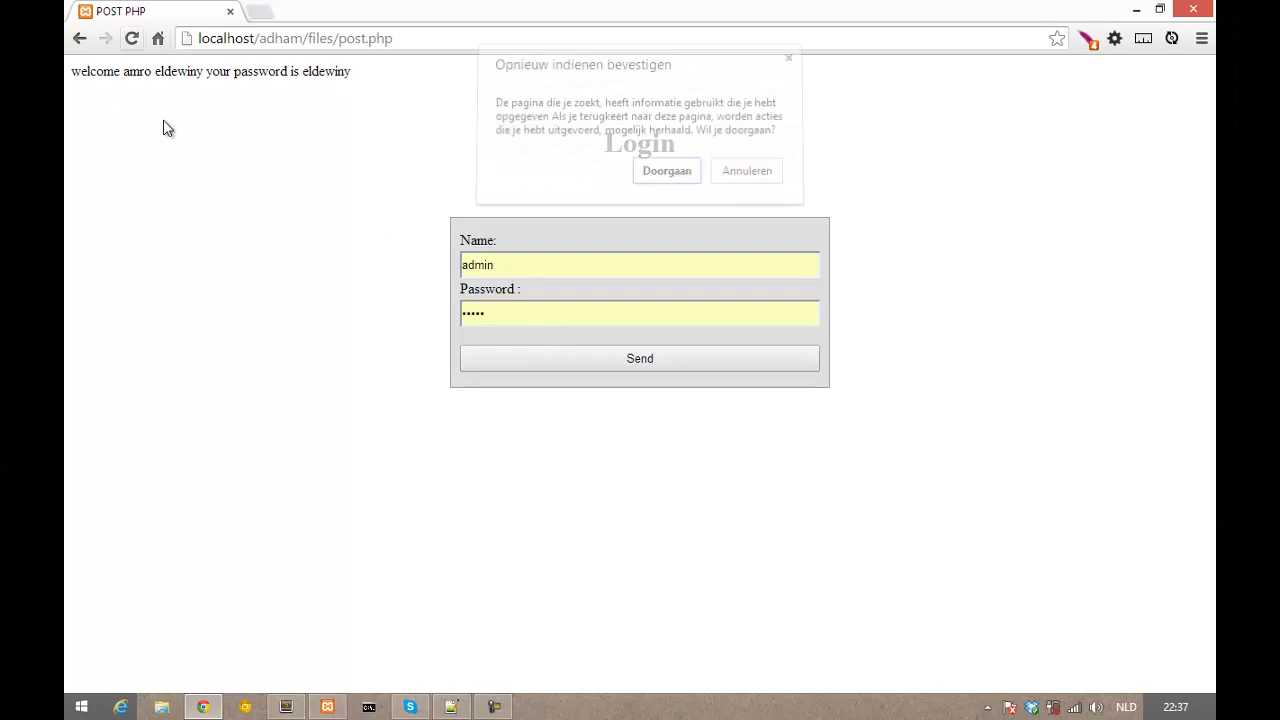 POST PHP
localhost/adham/files/post.php
welcome amro eldewiny your password is eldewiny
Opnieuw indienen bevestigen
De pagina die je zoekt, heeft informatie gebruikt die je hebt
opgegeven Als je terugkeert naar deze pagina, worden acties
die je hebt uitgevoerd, mogelijk herhaald. Wil je doorgaan?
Login
Doorgaan
Annuleren
Name:
admin
Password :
Send
NLD
22:37